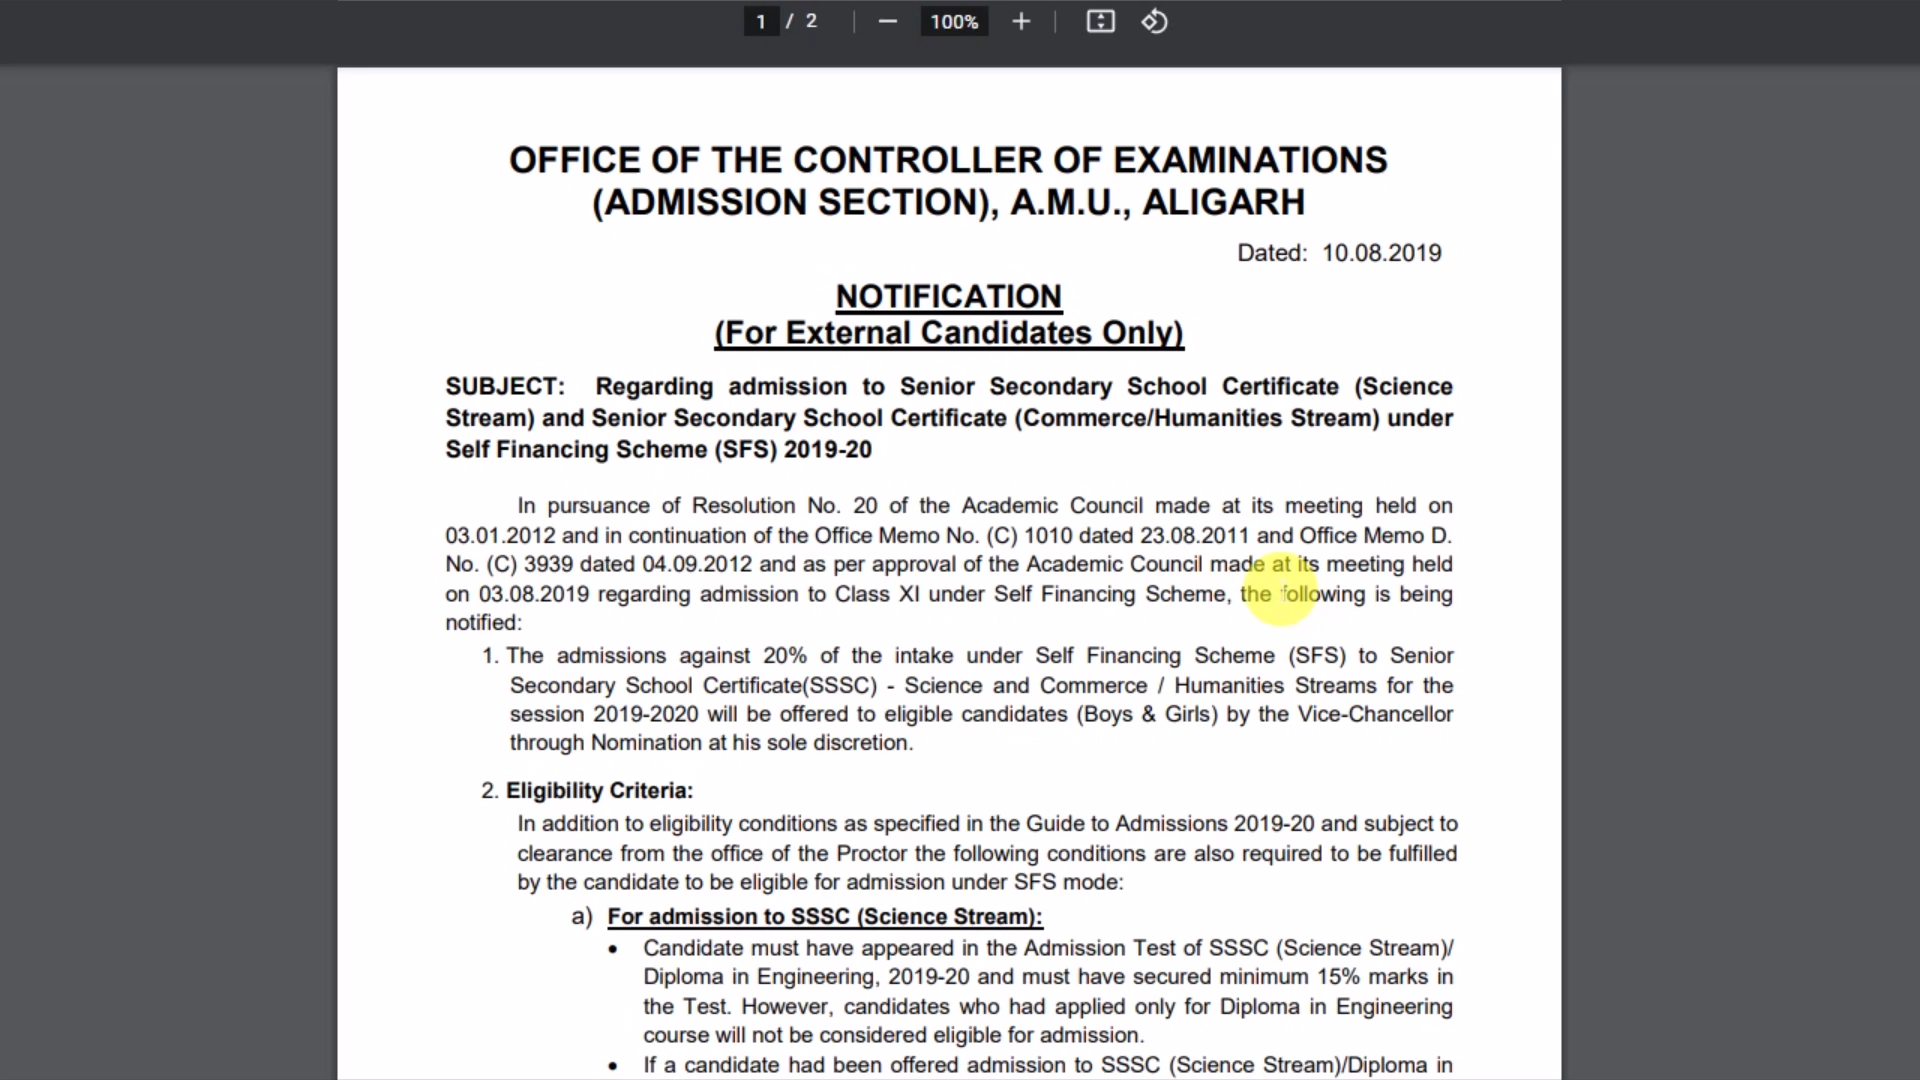 1 / 2 100%
OFFICE OF THE CONTROLLER OF EXAMINATIONS
(ADMISSION SECTION), A.M.U., ALIGARH
Dated: 10.08.2019
NOTIFICATION
(For External Candidates Only)
SUBJECT: Regarding admission to Senior Secondary School Certificate (Science
Stream) and Senior Secondary School Certificate (Commerce/Humanities Stream) under
Self Financing Scheme (SFS) 2019-20
In pursuance of Resolution No. 20 of the Academic Council made at its meeting held on
03.01.2012 and in continuation of the Office Memo No. (C) 1010 dated 23.08.2011 and Office Memo D.
No. (C) 3939 dated 04.09.2012 and as per approval of the Academic Council made at its meeting held
on 03.08.2019 regarding admission to Class XI under Self Financing Scheme, the following is being
notified:
1. The admissions against 20% of the intake under Self Financing Scheme (SFS) to Senior
Secondary School Certificate(SSSC) - Science and Commerce / Humanities Streams for the
session 2019-2020 will be offered to eligible candidates (Boys & Girls) by the Vice-Chancellor
through Nomination at his sole discretion.
2. Eligibility Criteria:
In addition to eligibility conditions as specified in the Guide to Admissions 2019-20 and subject to
clearance from the office of the Proctor the following conditions are also required to be fulfilled
by the candidate to be eligible for admission under SFS mode:
a) For admission to SSSC (Science Stream):
• Candidate must have appeared in the Admission Test of SSSC (Science Stream)/
Diploma in Engineering, 2019-20 and must have secured minimum 15% marks in
the Test. However, candidates who had applied only for Diploma in Engineering
course will not be considered eligible for admission.
• If a candidate had been offered admission to SSSC (Science Stream)/Diploma in